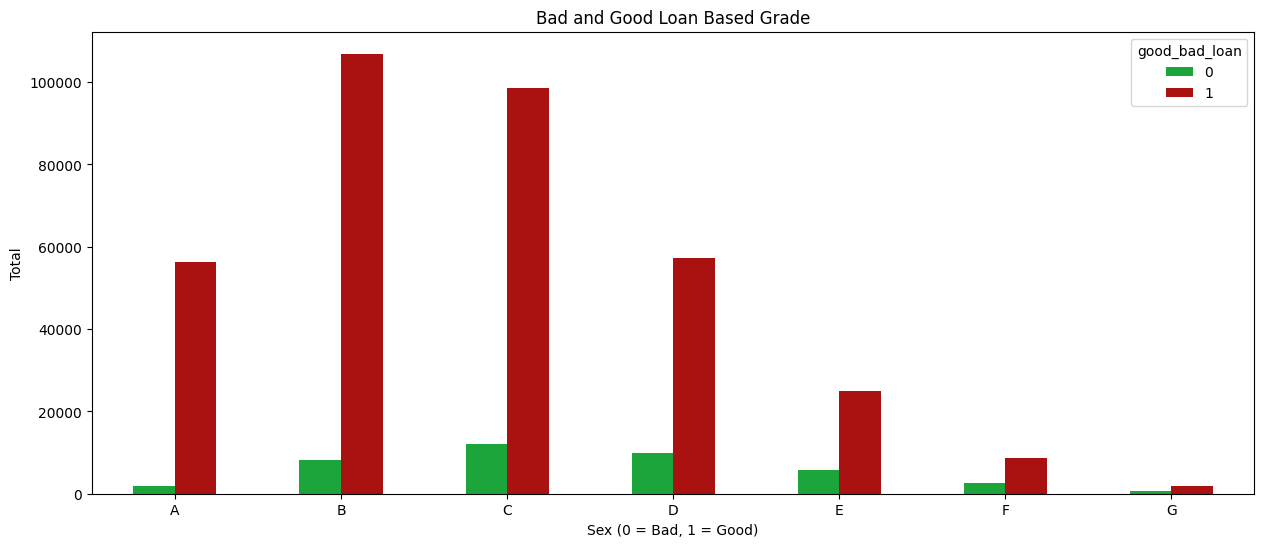 Bad and Good Loan Based Grade
good_bad_loan
0
1
100000
80000
60000
40000
20000
0
Total
A B C D E F G
Sex (0 = Bad, 1 = Good)